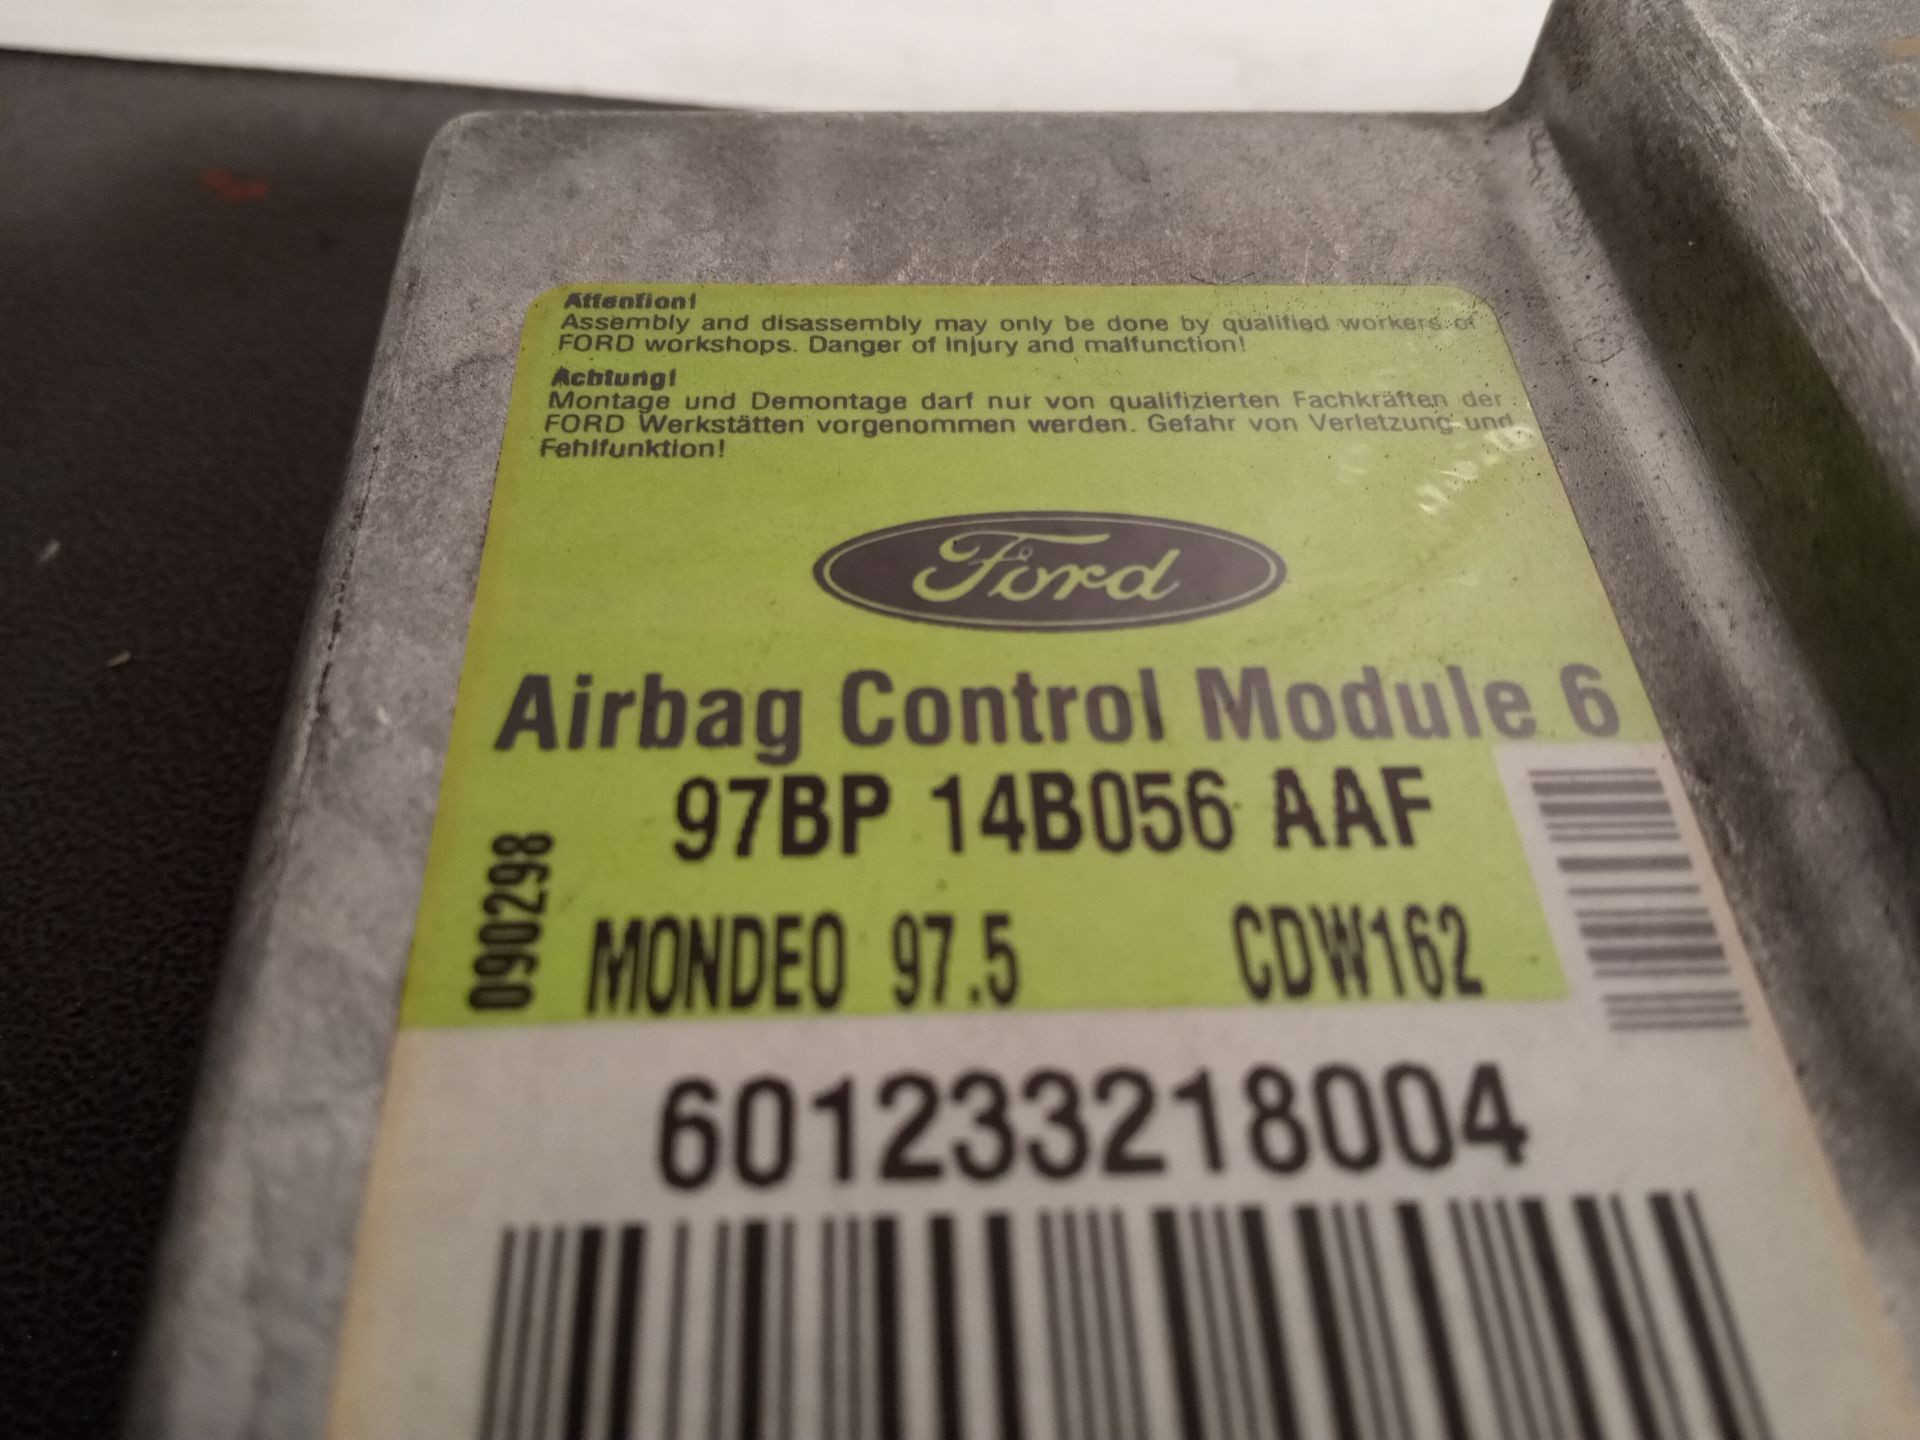 Attention!
Assembly and disassembly may only be done by qualified workers of
FORD workshops. Danger of Injury and malfunction!
Achtung!
Montage und Demontage darf nur von qualifizierten Fachkräften der
FORD Werkstätten vorgenommen werden. Gefahr von Verletzung und
Fehlfunktion!
Ford
Airbag Control Module 6
97BP 14B056 AAF
090298
MONDEO 97.5 CDW162
601233218004